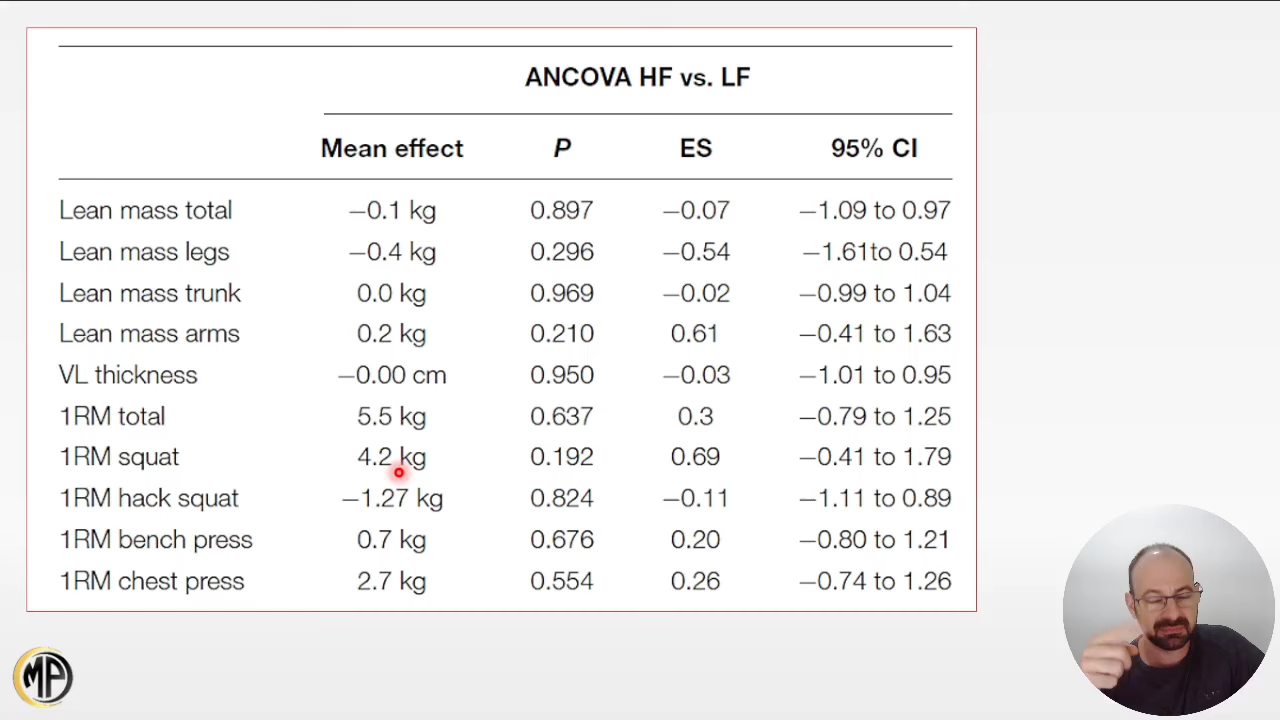 ANCOVA HF vs. LF
Mean effect P ES 95% CI
Lean mass total −0.1 kg 0.897 −0.07 −1.09 to 0.97
Lean mass legs −0.4 kg 0.296 −0.54 −1.61to 0.54
Lean mass trunk 0.0 kg 0.969 −0.02 −0.99 to 1.04
Lean mass arms 0.2 kg 0.210 0.61 −0.41 to 1.63
VL thickness −0.00 cm 0.950 −0.03 −1.01 to 0.95
1RM total 5.5 kg 0.637 0.3 −0.79 to 1.25
1RM squat 4.2 kg 0.192 0.69 −0.41 to 1.79
1RM hack squat −1.27 kg 0.824 −0.11 −1.11 to 0.89
1RM bench press 0.7 kg 0.676 0.20 −0.80 to 1.21
1RM chest press 2.7 kg 0.554 0.26 −0.74 to 1.26
MP